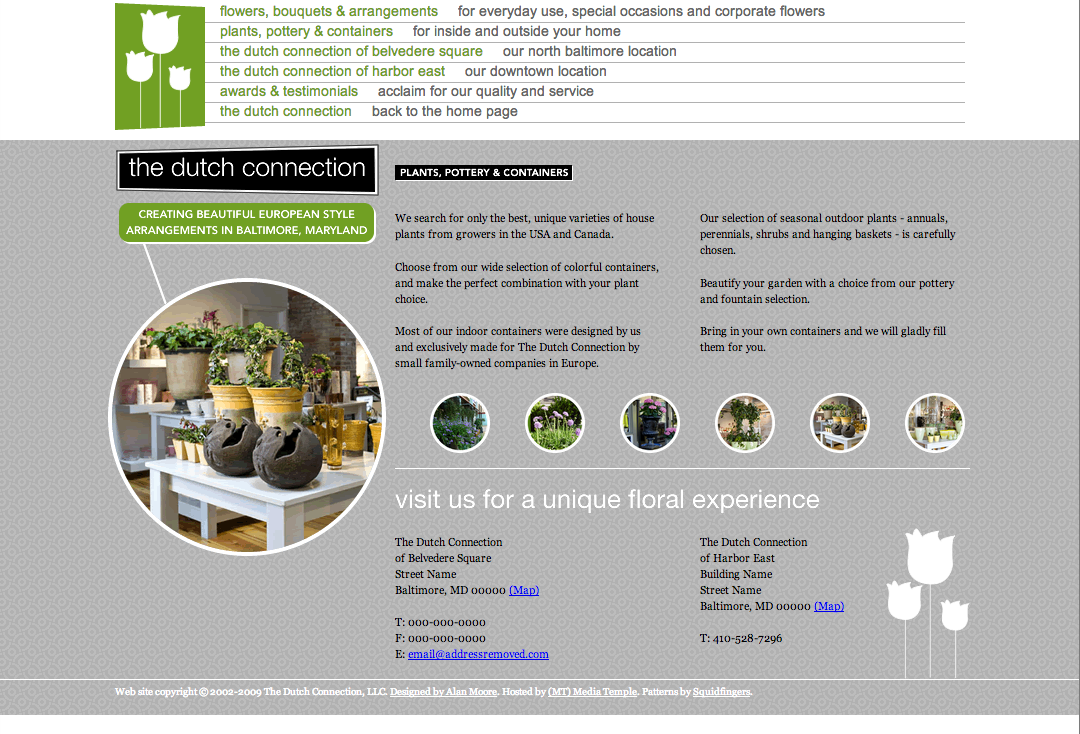 flowers, bouquets & arrangements for everyday use, special occasions and corporate flowers
plants, pottery & containers for inside and outside your home
the dutch connection of belvedere square our north baltimore location
the dutch connection of harbor east our downtown location
awards & testimonials acclaim for our quality and service
the dutch connection back to the home page
the dutch connection
CREATING BEAUTIFUL EUROPEAN STYLE
ARRANGEMENTS IN BALTIMORE, MARYLAND
PLANTS, POTTERY & CONTAINERS
We search for only the best, unique varieties of house
plants from growers in the USA and Canada.
Choose from our wide selection of colorful containers,
and make the perfect combination with your plant
choice.
Most of our indoor containers were designed by us
and exclusively made for The Dutch Connection by
small family-owned companies in Europe.
Our selection of seasonal outdoor plants - annuals,
perennials, shrubs and hanging baskets - is carefully
chosen.
Beautify your garden with a choice from our pottery
and fountain selection.
Bring in your own containers and we will gladly fill
them for you.
visit us for a unique floral experience
The Dutch Connection
of Belvedere Square
Street Name
Baltimore, MD 00000 (Map)
T: 000-000-0000
F: 000-000-0000
E: email@addressremoved.com
The Dutch Connection
of Harbor East
Building Name
Street Name
Baltimore, MD 00000 (Map)
T: 410-528-7296
Web site copyright © 2002-2009 The Dutch Connection, LLC. Designed by Alan Moore. Hosted by (MT) Media Temple. Patterns by Squidfingers.